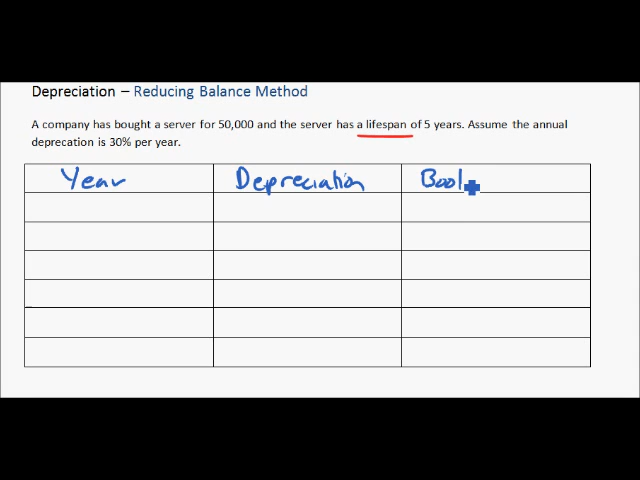 Depreciation – Reducing Balance Method
A company has bought a server for 50,000 and the server has a lifespan of 5 years. Assume the annual
deprecation is 30% per year.
Year Depreciation Bool